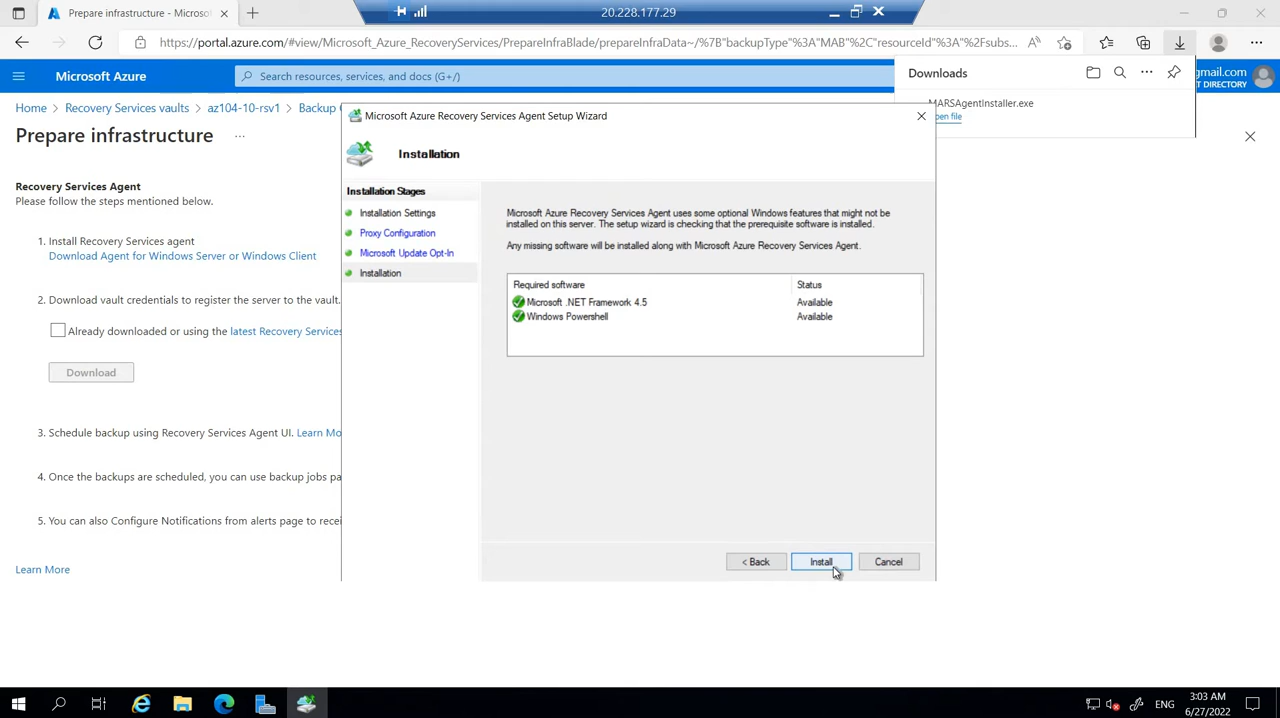 Prepare infrastructure - Microsof
20.228.177.29
https://portal.azure.com/#view/Microsoft_Azure_RecoveryServices/PrepareInfraBlade/prepareInfraData~/%7B"backupType"%3A"MAB"%2C"resourceId"%3A"%2Fsubs...
Microsoft Azure
Search resources, services, and docs (G+/)
Downloads
gmail.com
T DIRECTORY
MARSAgentInstaller.exe
pen file
Home
Recovery Services vaults
az104-10-rsv1
Backup
Prepare infrastructure
Microsoft Azure Recovery Services Agent Setup Wizard
Installation
Recovery Services Agent
Please follow the steps mentioned below.
1. Install Recovery Services agent
Download Agent for Windows Server or Windows Client
2. Download vault credentials to register the server to the vault.
Already downloaded or using the latest Recovery Services
Download
3. Schedule backup using Recovery Services Agent UI. Learn Mo
4. Once the backups are scheduled, you can use backup jobs pa
5. You can also Configure Notifications from alerts page to recei
Learn More
Installation Stages
Installation Settings
Proxy Configuration
Microsoft Update Opt-In
Installation
Microsoft Azure Recovery Services Agent uses some optional Windows features that might not be
installed on this server. The setup wizard is checking that the prerequisite software is installed.
Any missing software will be installed along with Microsoft Azure Recovery Services Agent.
Required software
Status
Microsoft .NET Framework 4.5
Available
Windows Powershell
Available
< Back
Install
Cancel
ENG
3:03 AM
6/27/2022